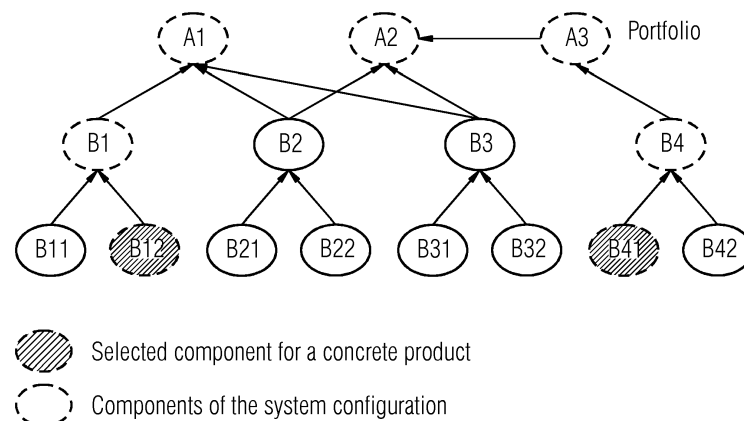 A1 A2 A3 Portfolio
B1 B2 B3 B4
B11 B12 B21 B22 B31 B32 B41 B42
Selected component for a concrete product
Components of the system configuration